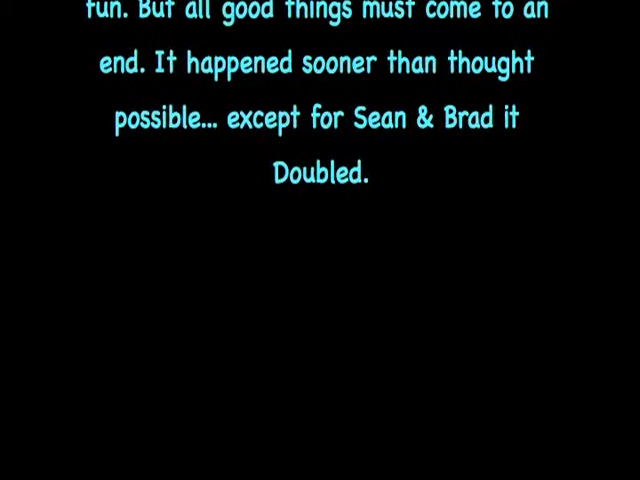 fun. But all good things must come to an
end. It happened sooner than thought
possible... except for Sean & Brad it
Doubled.